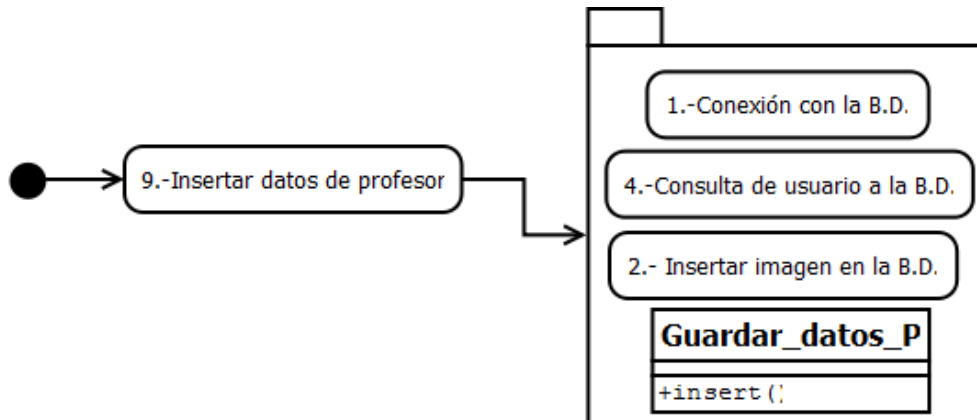 1.-Conexión con la B.D.
9.-Insertar datos de profesor
4.-Consulta de usuario a la B.D.
2.- Insertar imagen en la B.D.
Guardar_datos_P
+insert()